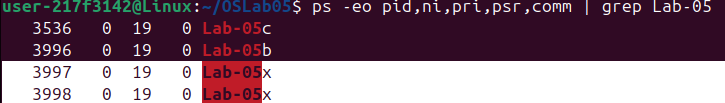 user-217f3142@Linux:~/OSLab05$ ps -eo pid,ni,pri,psr,comm | grep Lab-05
3536 0 19 0 Lab-05c
3996 0 19 0 Lab-05b
3997 0 19 0 Lab-05x
3998 0 19 0 Lab-05x